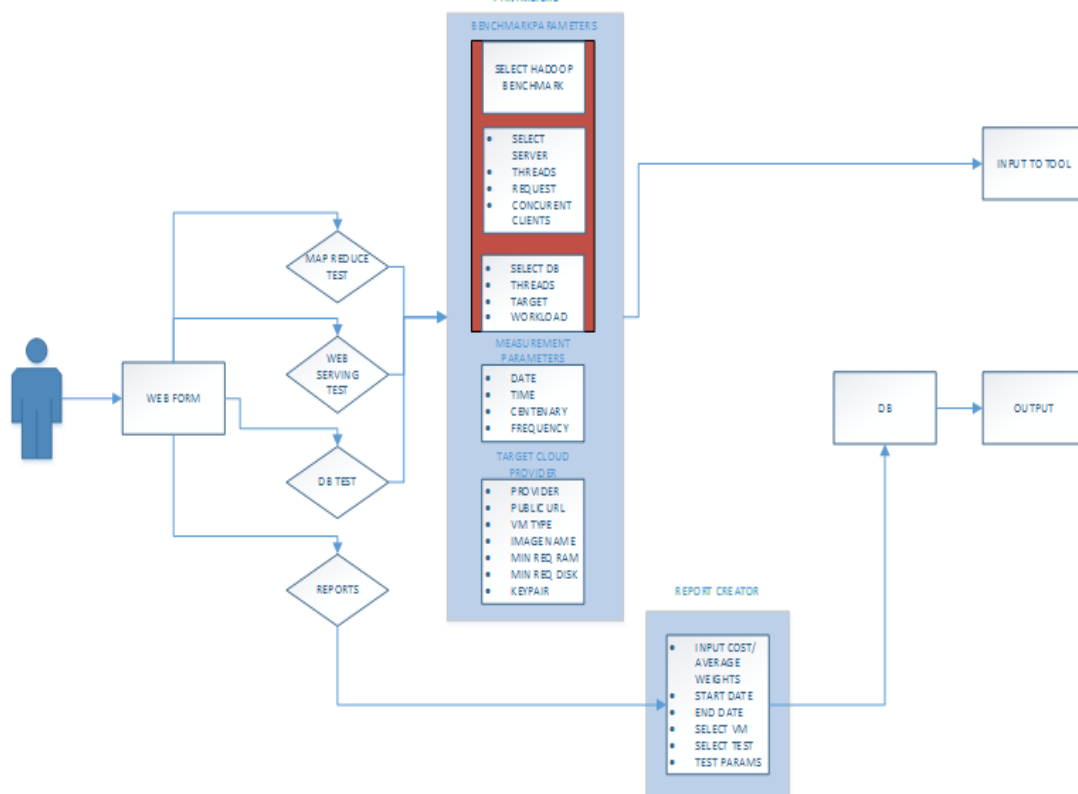 BENCHMARKPARAMETERS
SELECT HADOOP
BENCHMARK
SELECT
SERVER
THREADS
REQUEST
CONCURENT
CLIENTS
SELECT DB
THREADS
TARGET
WORKLOAD
MEASUREMENT
PARAMETERS
DATE
TIME
CENTENARY
FREQUENCY
TARGET CLOUD
PROVIDER
PROVIDER
PUBLIC URL
VM TYPE
IMAGE NAME
MIN REQ RAM
MIN REQ DISK
KEYPAIR
INPUT TO TOOL
MAP REDUCE
TEST
WEB
SERVING
TEST
WEB FORM
DB TEST
REPORTS
DB
OUTPUT
REPORT CREATOR
INPUT COST/
AVERAGE
WEIGHTS
START DATE
END DATE
SELECT VM
SELECT TEST
TEST PARAMS